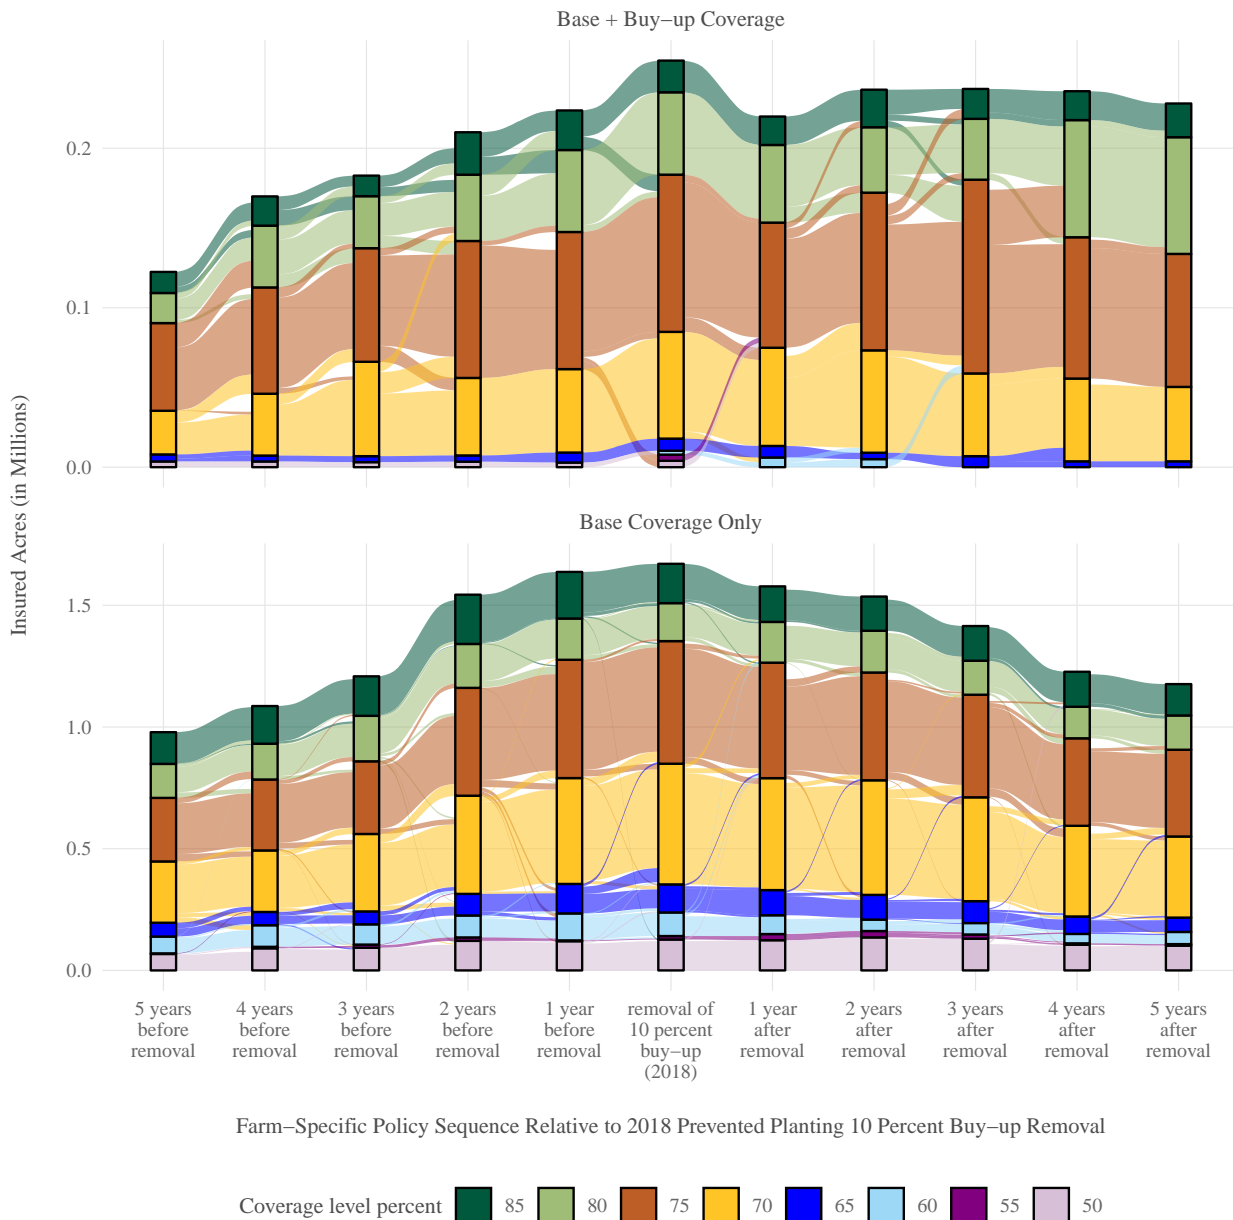 Base + Buy−up Coverage
0.2
0.1
0.0
Insured Acres (in Millions)
Base Coverage Only
1.5
1.0
0.5
0.0
5 years before removal
4 years before removal
3 years before removal
2 years before removal
1 year before removal
removal of 10 percent buy−up (2018)
1 year after removal
2 years after removal
3 years after removal
4 years after removal
5 years after removal
Farm−Specific Policy Sequence Relative to 2018 Prevented Planting 10 Percent Buy−up Removal
Coverage level percent 85 80 75 70 65 60 55 50